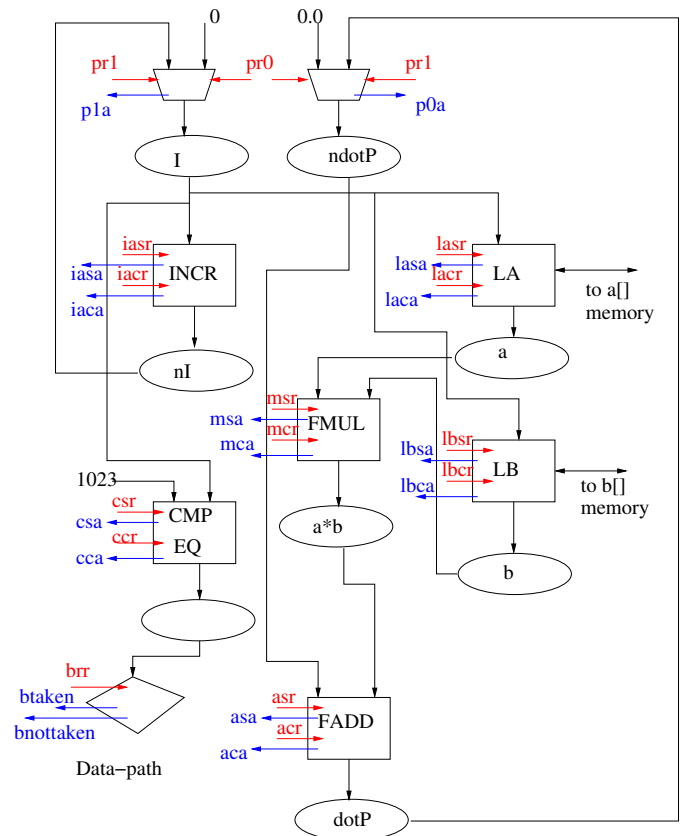 0 0.0
pr1 pr0 pr1
p1a p0a
I ndotP
iasr lasr
iasa INCR lasa LA
iacr lacr
iaca laca to a[]
memory
nI a
msr
msa FMUL
mcr
mca
lbsr
lbsa LB
lbcr
lbca to b[]
memory
1023
csr CMP
csa
ccr EQ
cca
a*b
b
brr
btaken
bnottaken
asr
asa FADD
acr
aca
Data-path
dotP